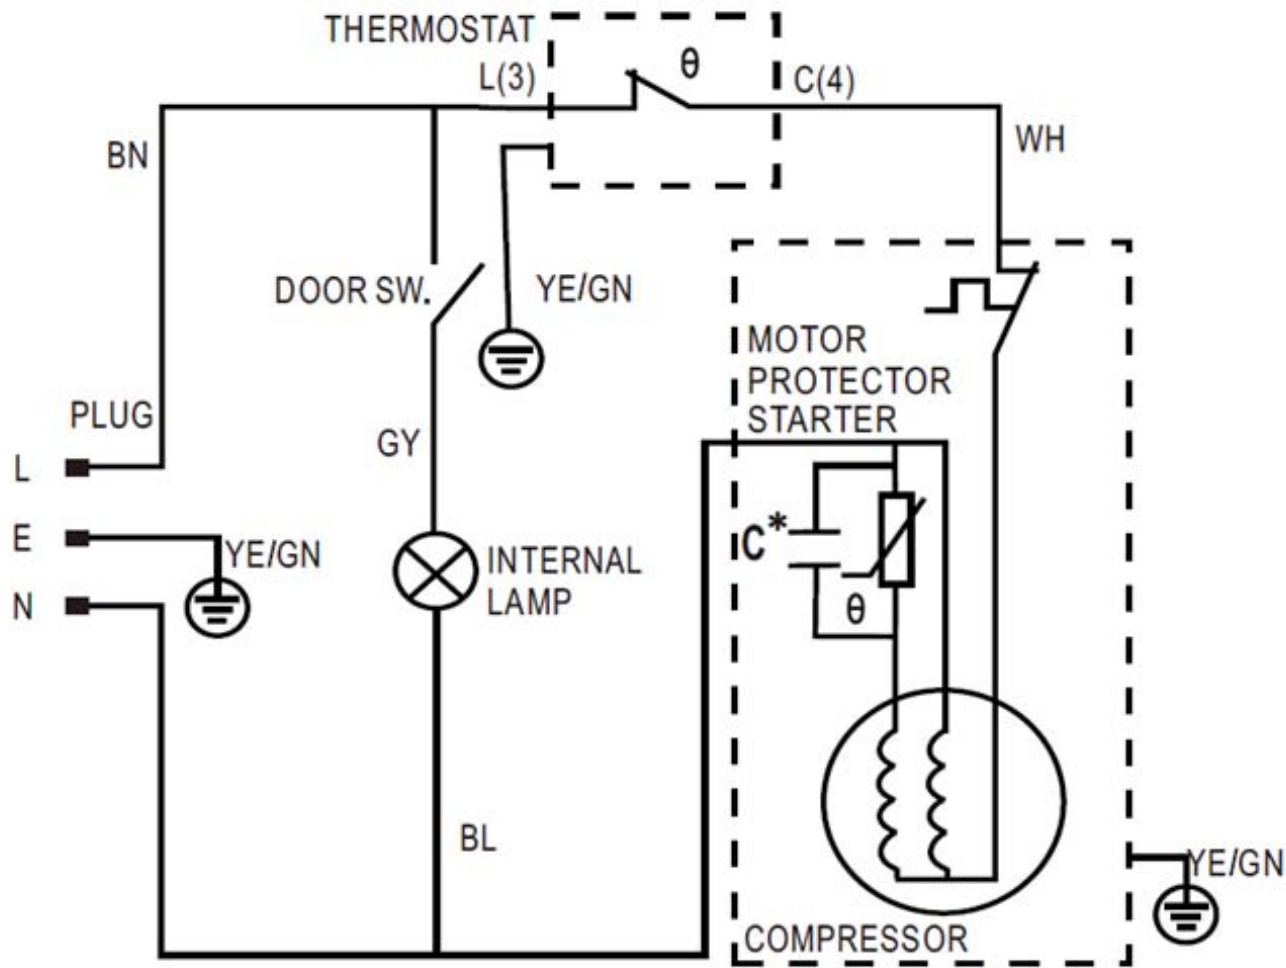 THERMOSTAT
L(3)
θ
C(4)
BN
WH
DOOR SW.
YE/GN
MOTOR
PROTECTOR
STARTER
PLUG
GY
L
E
YE/GN
N
INTERNAL
LAMP
C*
θ
BL
YE/GN
COMPRESSOR